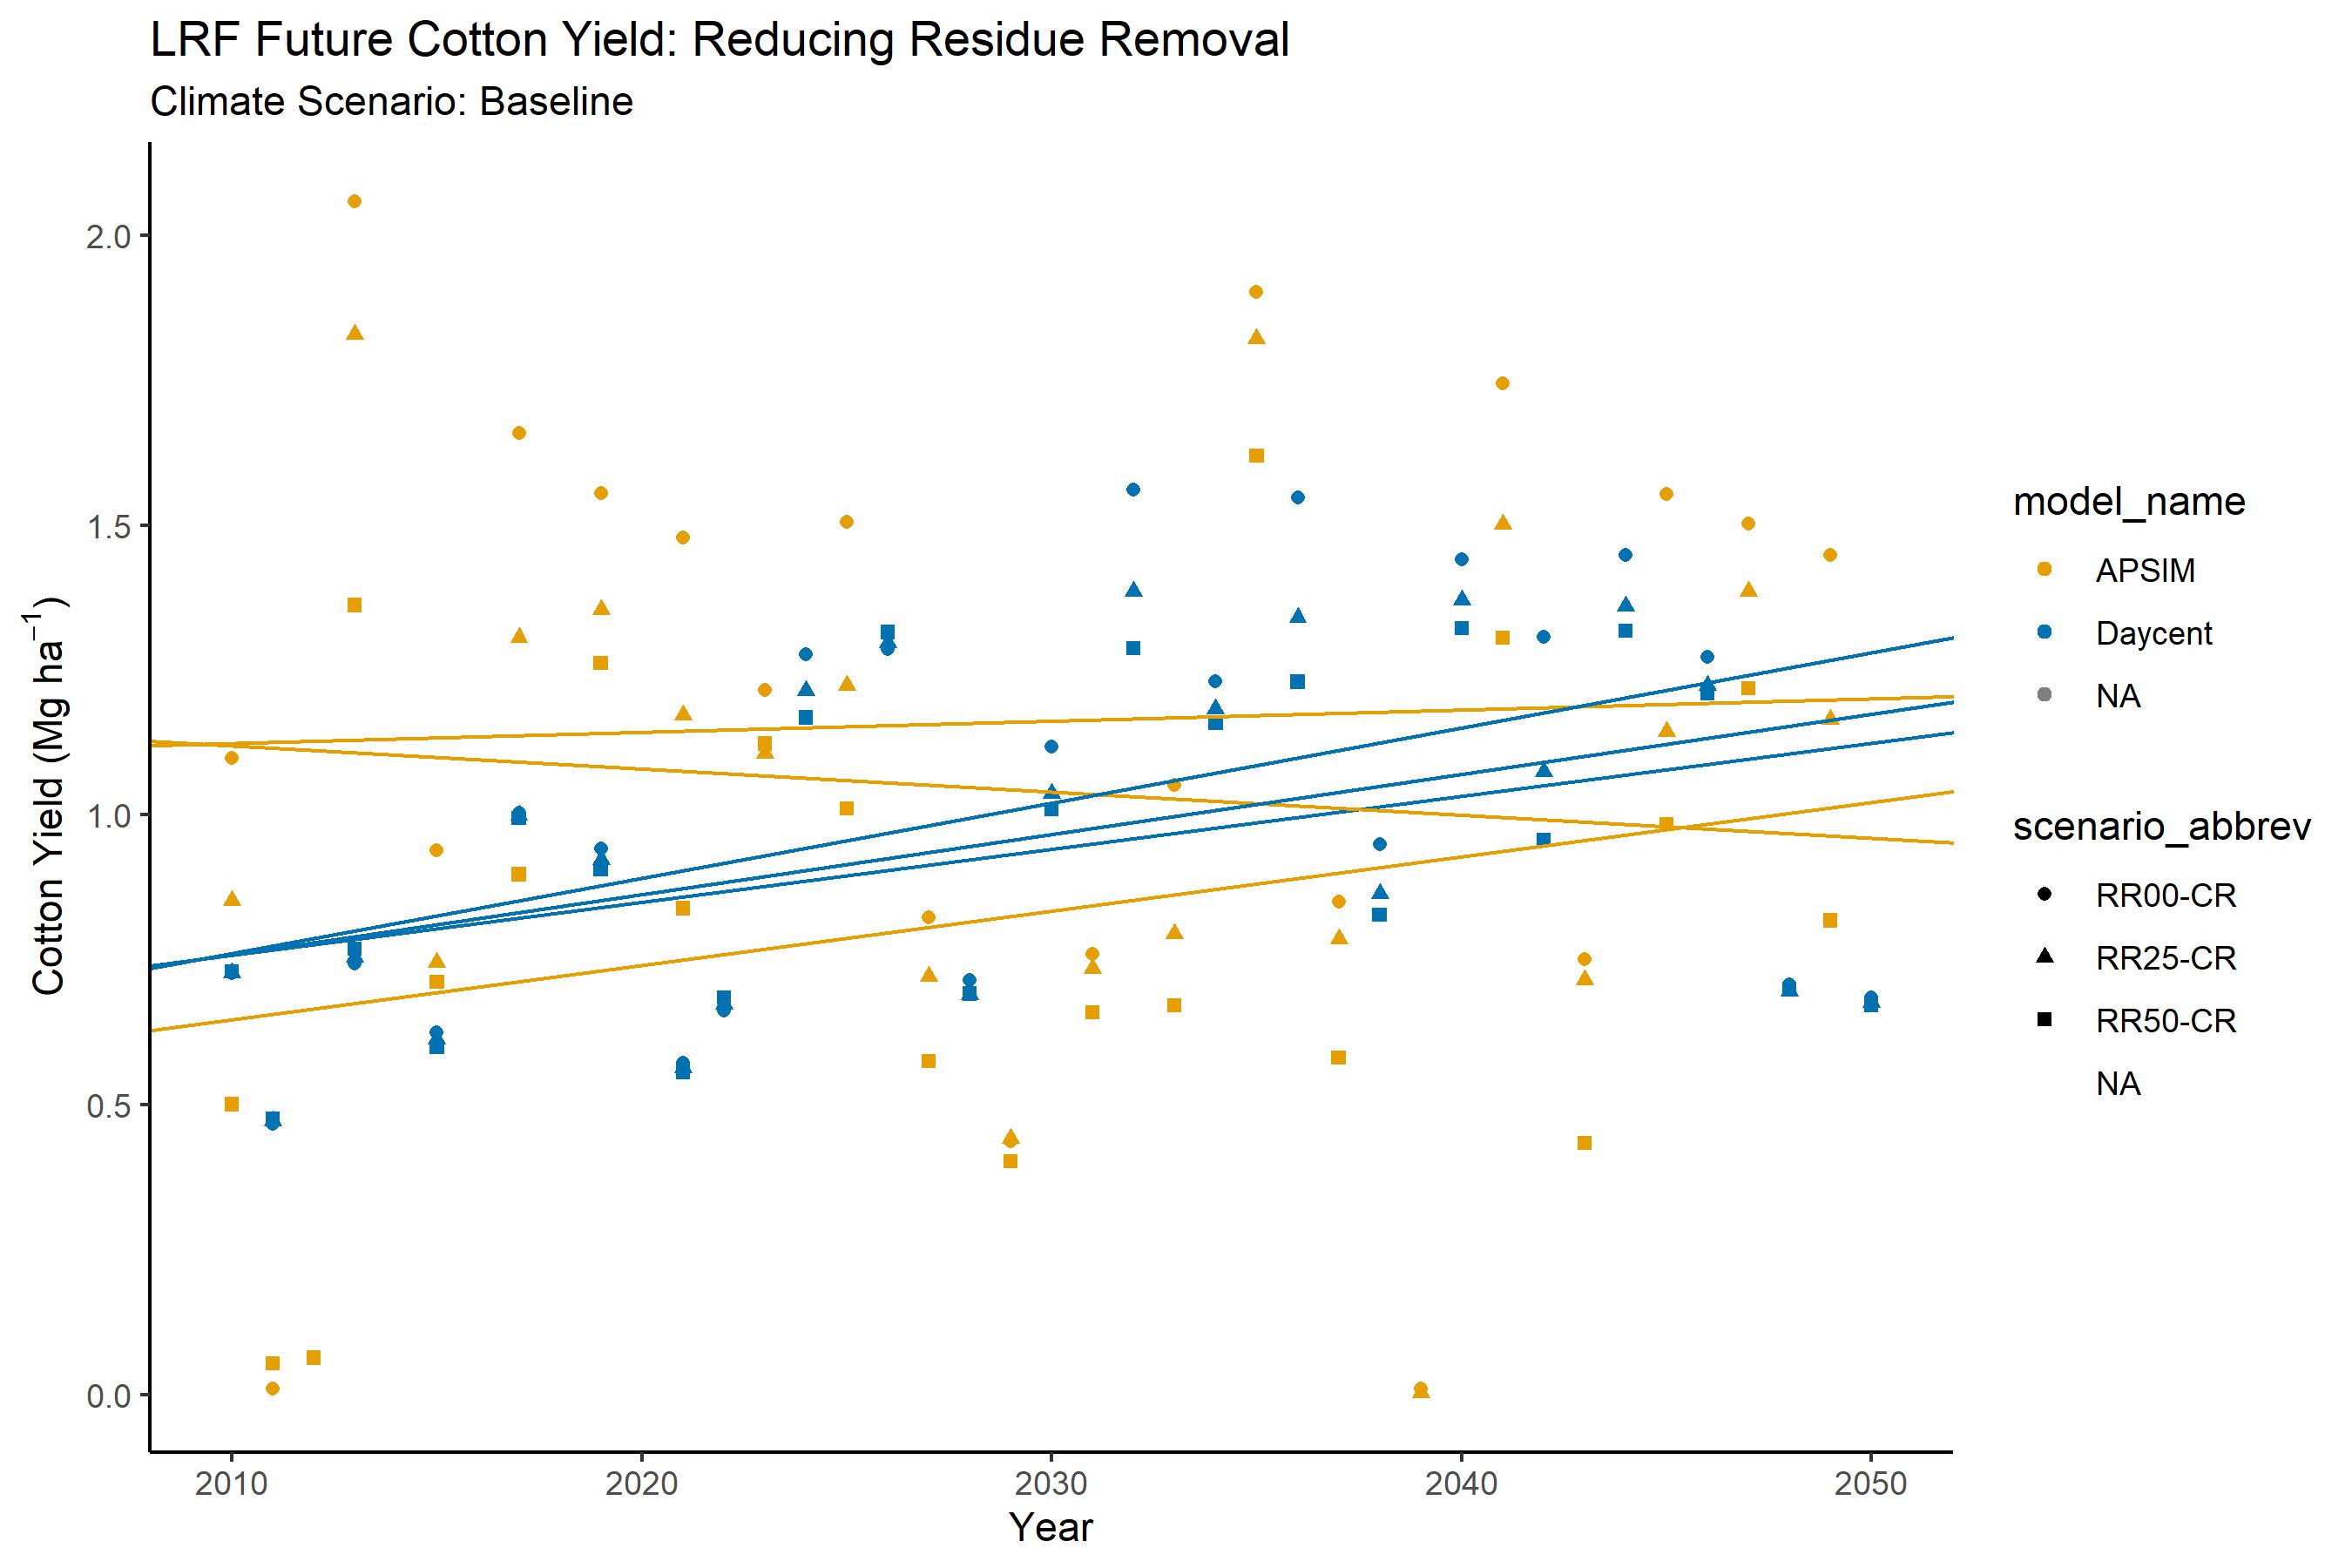 LRF Future Cotton Yield: Reducing Residue Removal
Climate Scenario: Baseline
Cotton Yield (Mg ha⁻¹)
2.0
1.5
1.0
0.5
0.0
2010
2020
2030
2040
2050
Year
model_name
APSIM
Daycent
NA
scenario_abbrev
RR00-CR
RR25-CR
RR50-CR
NA